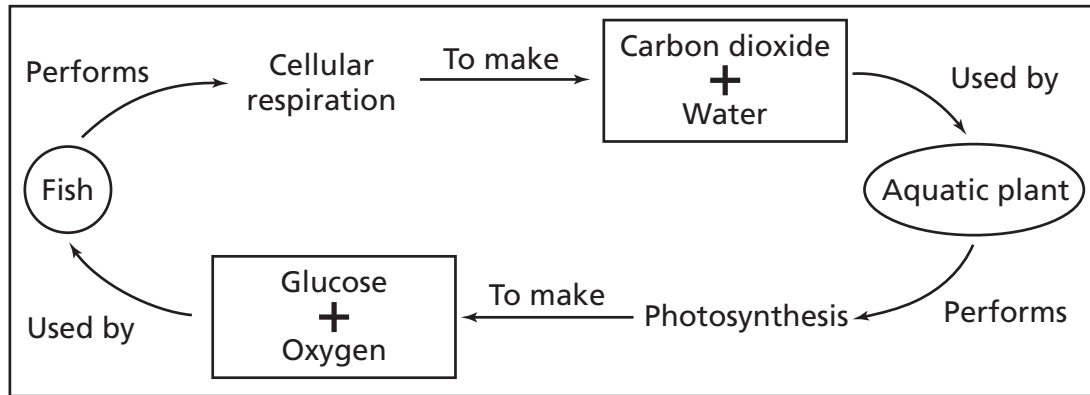 Performs
Cellular
respiration
To make
Carbon dioxide
+
Water
Used by
Fish
Aquatic plant
Used by
Glucose
+
Oxygen
To make
Photosynthesis
Performs